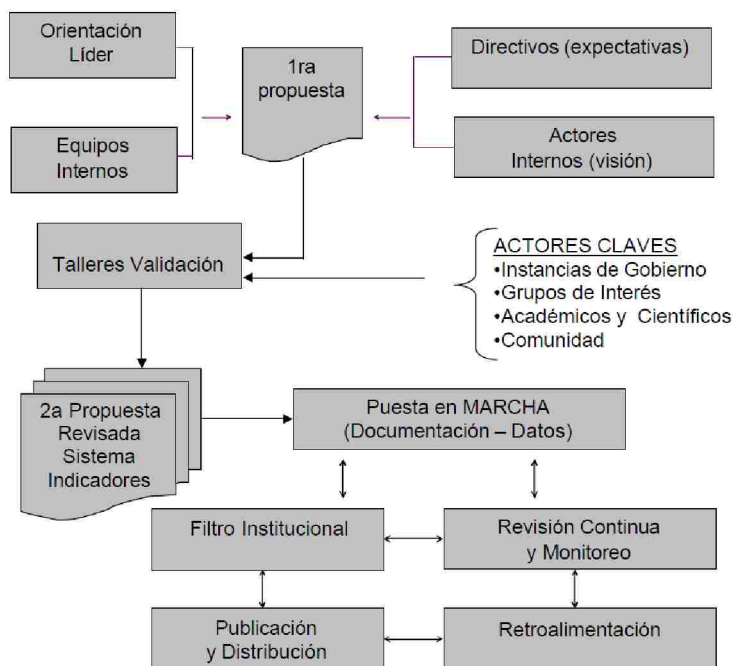 Orientación
Líder
1ra
propuesta
Directivos (expectativas)
Equipos
Internos
Actores
Internos (visión)
Talleres Validación
ACTORES CLAVES
•Instancias de Gobierno
•Grupos de Interés
•Académicos y Científicos
•Comunidad
2a Propuesta
Revisada
Sistema
Indicadores
Puesta en MARCHA
(Documentación – Datos)
Filtro Institucional
Revisión Continua
y Monitoreo
Publicación
y Distribución
Retroalimentación